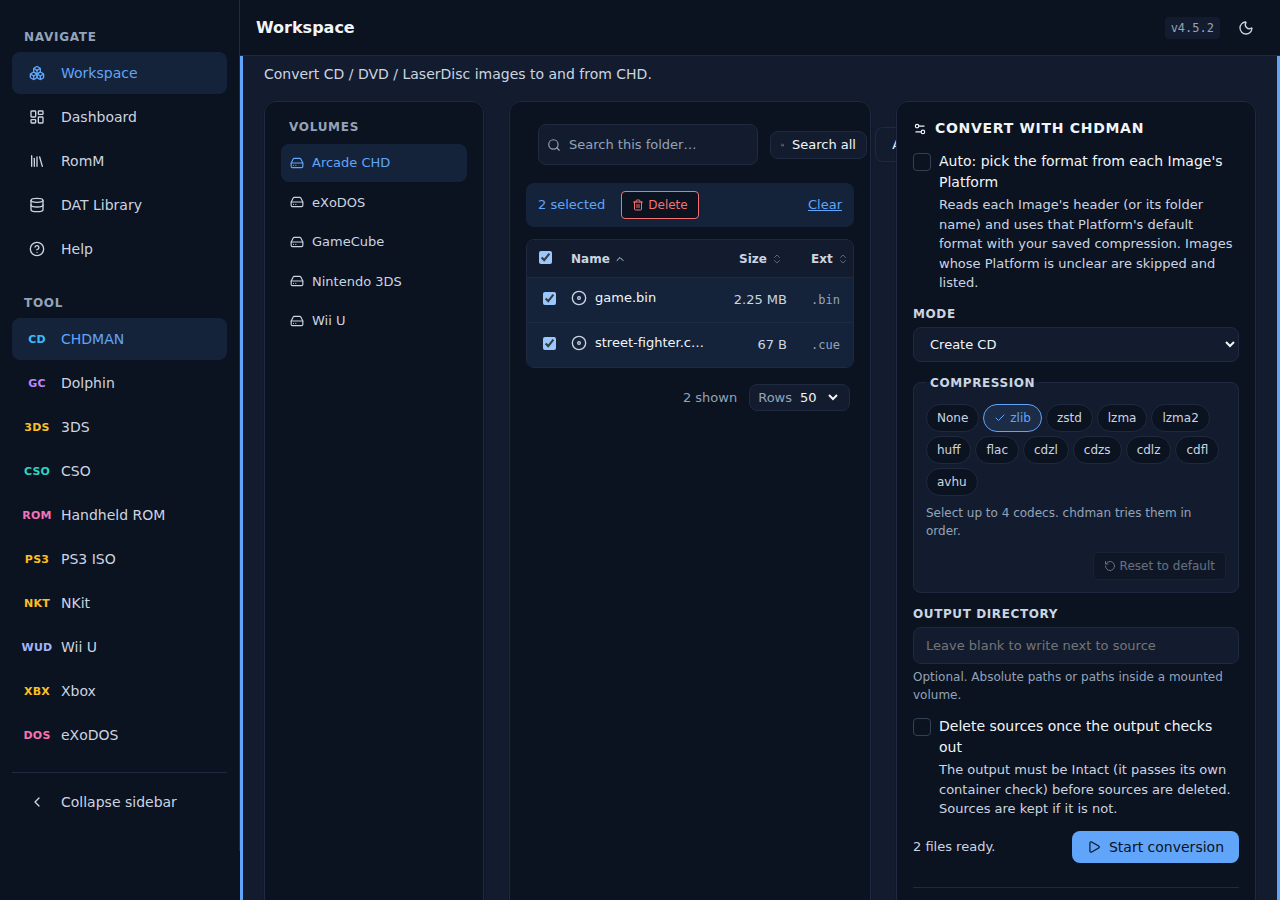 NAVIGATE
Workspace
Dashboard
RomM
DAT Library
Help
TOOL
CD CHDMAN
GC Dolphin
3DS 3DS
CSO CSO
ROM Handheld ROM
PS3 PS3 ISO
NKT NKit
WUD Wii U
XBX Xbox
DOS eXoDOS
Collapse sidebar
Workspace
v4.5.2
Convert CD / DVD / LaserDisc images to and from CHD.
VOLUMES
Arcade CHD
eXoDOS
GameCube
Nintendo 3DS
Wii U
Search this folder…
Search all
2 selected
Delete
Clear
Name Size Ext
game.bin 2.25 MB .bin
street-fighter.c… 67 B .cue
2 shown
Rows 50
CONVERT WITH CHDMAN
Auto: pick the format from each Image's
Platform
Reads each Image's header (or its folder
name) and uses that Platform's default
format with your saved compression. Images
whose Platform is unclear are skipped and
listed.
MODE
Create CD
COMPRESSION
None zlib zstd lzma lzma2
huff flac cdzl cdzs cdlz cdfl
avhu
Select up to 4 codecs. chdman tries them in
order.
Reset to default
OUTPUT DIRECTORY
Leave blank to write next to source
Optional. Absolute paths or paths inside a mounted
volume.
Delete sources once the output checks
out
The output must be Intact (it passes its own
container check) before sources are deleted.
Sources are kept if it is not.
2 files ready.
Start conversion